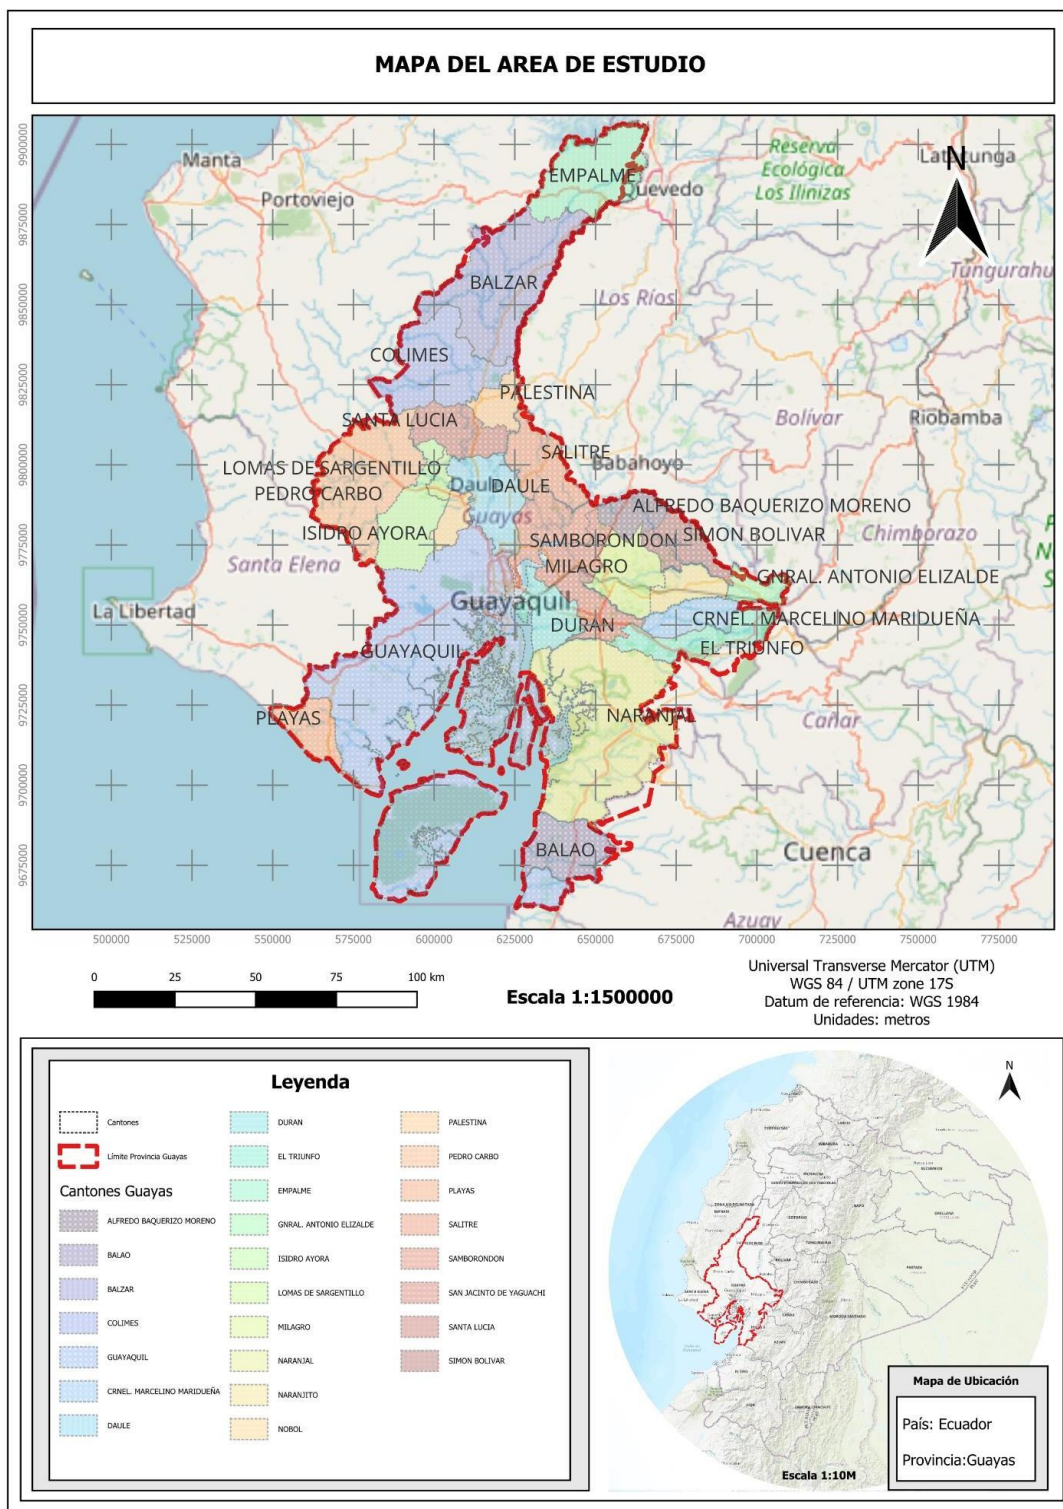 MAPA DEL AREA DE ESTUDIO
9900000
9875000
9850000
9825000
9800000
9775000
9750000
9725000
9700000
9675000
Manta
Portoviejo
EMPALME
Quevedo
Reserva
Ecológica
Los Ilinizas
Latacunga
N
BALZAR
Los Ríos
Tungurahu
COLIMES
PALESTINA
SANTA LUCIA
Bolívar
Riobamba
SALITRE
Babahoyo
LOMAS DE SARGENTILLO
PEDRO CARBO
Daule
DAULE
Guayas
ALFREDO BAQUERIZO MORENO
ISIDRO AYORA
SAMBORONDON
SIMON BOLIVAR
Chimborazo
Santa Elena
MILAGRO
GNRAL. ANTONIO ELIZALDE
La Libertad
Guayaquil
DURAN
CRNEL. MARCELINO MARIDUEÑA
GUAYAQUIL
EL TRIUNFO
PLAYAS
NARANJAL
Cañar
BALAO
Cuenca
Azuay
500000 525000 550000 575000 600000 625000 650000 675000 700000 725000 750000 775000
0 25 50 75 100 km
Escala 1:1500000
Universal Transverse Mercator (UTM)
WGS 84 / UTM zone 17S
Datum de referencia: WGS 1984
Unidades: metros
Leyenda
Cantones
Límite Provincia Guayas
Cantones Guayas
ALFREDO BAQUERIZO MORENO
BALAO
BALZAR
COLIMES
GUAYAQUIL
CRNEL. MARCELINO MARIDUEÑA
DAULE
DURAN
EL TRIUNFO
EMPALME
GNRAL. ANTONIO ELIZALDE
ISIDRO AYORA
LOMAS DE SARGENTILLO
MILAGRO
NARANJAL
NARANJITO
NOBOL
PALESTINA
PEDRO CARBO
PLAYAS
SALITRE
SAMBORONDON
SAN JACINTO DE YAGUACHI
SANTA LUCIA
SIMON BOLIVAR
N
Escala 1:10M
Mapa de Ubicación
País: Ecuador
Provincia:Guayas